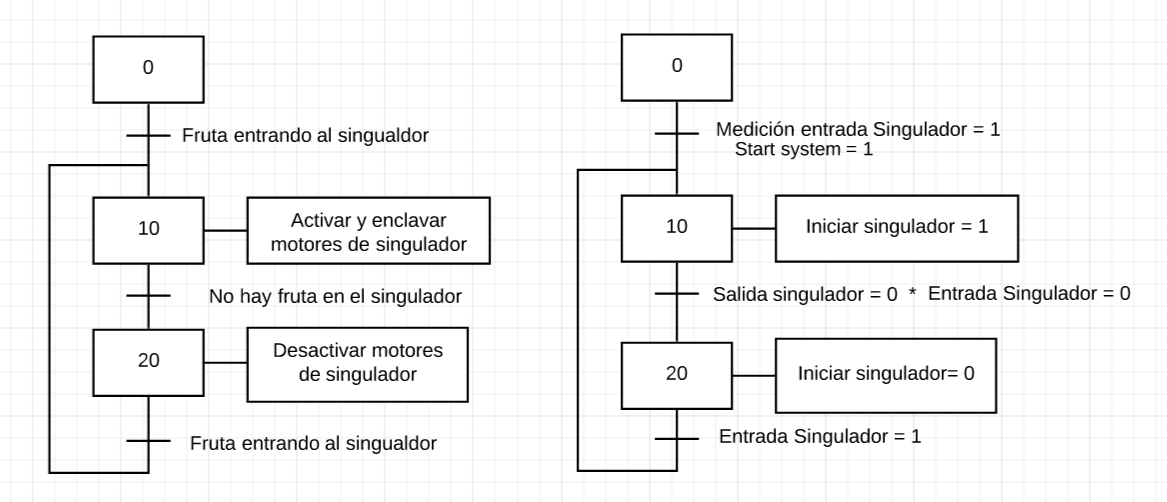 0
Fruta entrando al singualdor
10
Activar y enclavar
motores de singulador
No hay fruta en el singulador
20
Desactivar motores
de singulador
Fruta entrando al singualdor
0
Medición entrada Singulador = 1
Start system = 1
10
Iniciar singulador = 1
Salida singulador = 0 * Entrada Singulador = 0
20
Iniciar singulador= 0
Entrada Singulador = 1